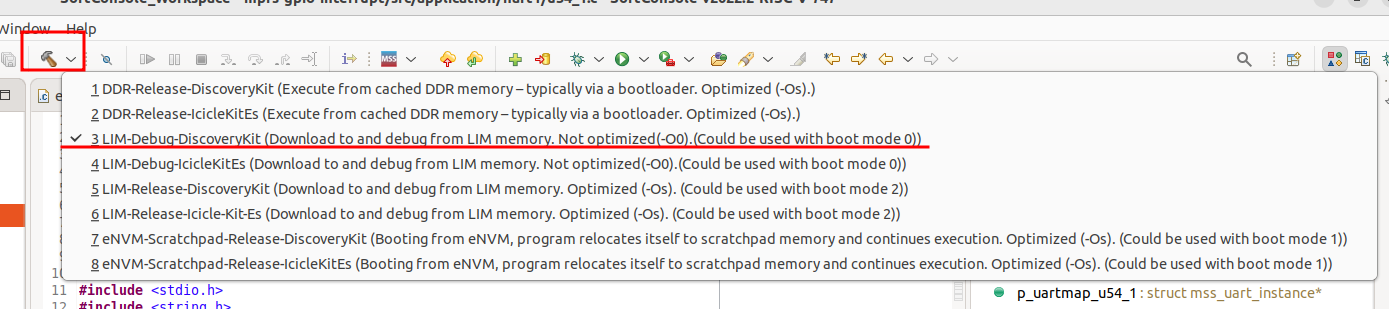 Window Help
MSS
1 DDR-Release-DiscoveryKit (Execute from cached DDR memory – typically via a bootloader. Optimized (-Os).)
2 DDR-Release-IcicleKitEs (Execute from cached DDR memory – typically via a bootloader. Optimized (-Os).)
3 LIM-Debug-DiscoveryKit (Download to and debug from LIM memory. Not optimized(-O0).(Could be used with boot mode 0))
4 LIM-Debug-IcicleKitEs (Download to and debug from LIM memory. Not optimized(-O0).(Could be used with boot mode 0))
5 LIM-Release-DiscoveryKit (Download to and debug from LIM memory. Optimized (-Os). (Could be used with boot mode 2))
6 LIM-Release-Icicle-Kit-Es (Download to and debug from LIM memory. Optimized (-Os). (Could be used with boot mode 2))
7 eNVM-Scratchpad-Release-DiscoveryKit (Booting from eNVM, program relocates itself to scratchpad memory and continues execution. Optimized (-Os). (Could be used with boot mode 1))
8 eNVM-Scratchpad-Release-IcicleKitEs (Booting from eNVM, program relocates itself to scratchpad memory and continues execution. Optimized (-Os). (Could be used with boot mode 1))
11 #include <stdio.h>
12 #include <string.h>
p_uartmap_u54_1 : struct mss_uart_instance*